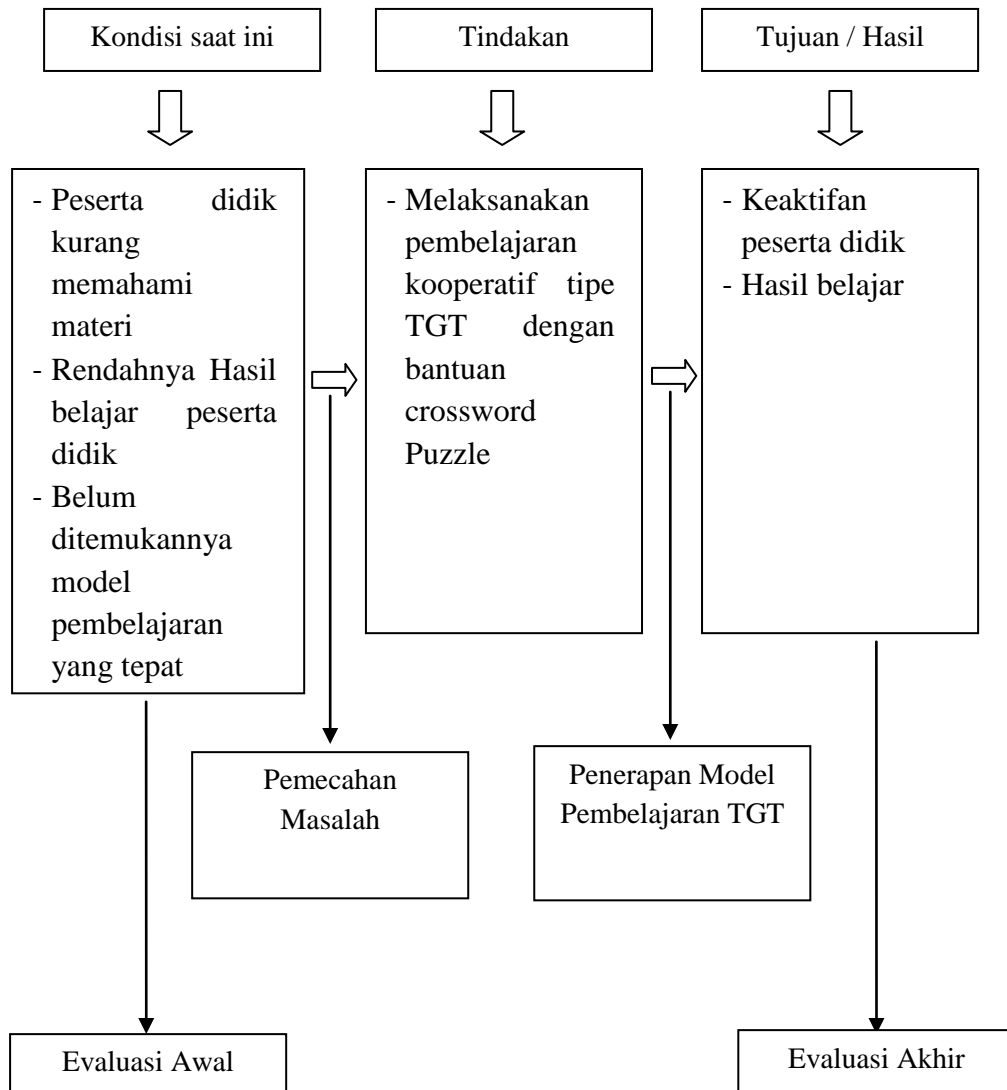 Kondisi saat ini
Tindakan
Tujuan / Hasil
- Peserta didik
kurang
memahami
materi
- Rendahnya Hasil
belajar peserta
didik
- Belum
ditemukannya
model
pembelajaran
yang tepat
- Melaksanakan
pembelajaran
kooperatif tipe
TGT dengan
bantuan
crossword
Puzzle
- Keaktifan
peserta didik
- Hasil belajar
Pemecahan
Masalah
Penerapan Model
Pembelajaran TGT
Evaluasi Awal
Evaluasi Akhir